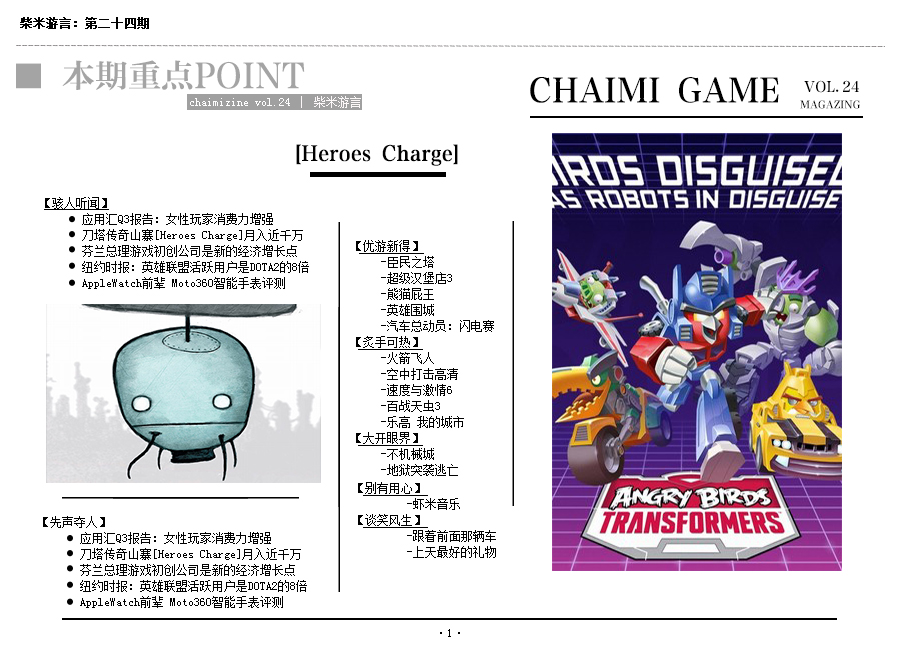 柴米游言：第二十四期
本期重点POINT
chaimizine vol.24 | 柴米游言
CHAIMI GAME
VOL.24
MAGAZING
[Heroes Charge]
【骇人听闻】
● 应用汇Q3报告：女性玩家消费力增强
● 刀塔传奇山寨[Heroes Charge]月入近千万
● 芬兰总理游戏初创公司是新的经济增长点
● 纽约时报：英雄联盟活跃用户是DOTA2的8倍
● AppleWatch前辈 Moto360智能手表评测
【先声夺人】
● 应用汇Q3报告：女性玩家消费力增强
● 刀塔传奇山寨[Heroes Charge]月入近千万
● 芬兰总理游戏初创公司是新的经济增长点
● 纽约时报：英雄联盟活跃用户是DOTA2的8倍
● AppleWatch前辈 Moto360智能手表评测
【优游新得】
-臣民之塔
-超级汉堡店3
-熊猫屁王
-英雄围城
-汽车总动员：闪电赛
【炙手可热】
-火箭飞人
-空中打击高清
-速度与激情6
-百战天虫3
-乐高 我的城市
【大开眼界】
-不机械城
-地狱突袭逃亡
【别有用心】
-虾米音乐
【谈笑风生】
-跟着前面那辆车
-上天最好的礼物
BIRDS DISGUISED
AS ROBOTS IN DISGUISE
ANGRY BIRDS
TRANSFORMERS
·1·